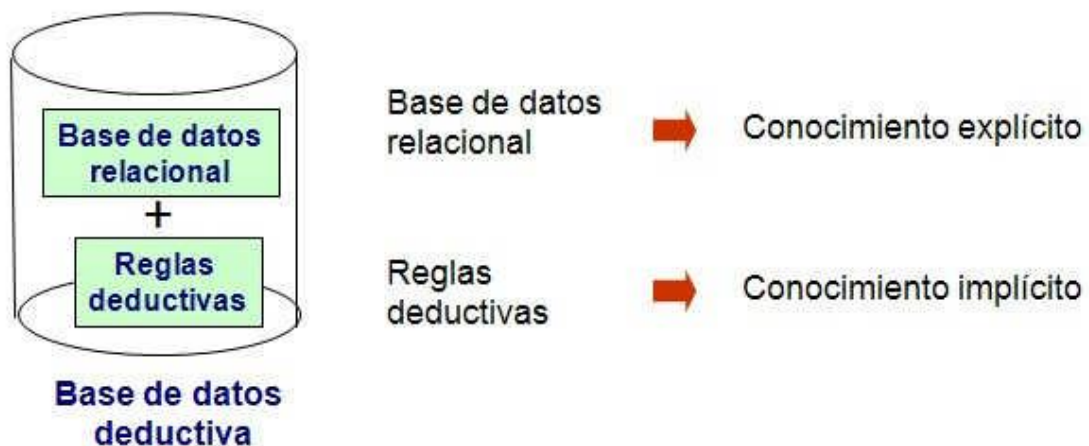 Base de datos
relacional
+
Reglas
deductivas
Base de datos
deductiva
Base de datos
relacional
Conocimiento explícito
Reglas
deductivas
Conocimiento implícito